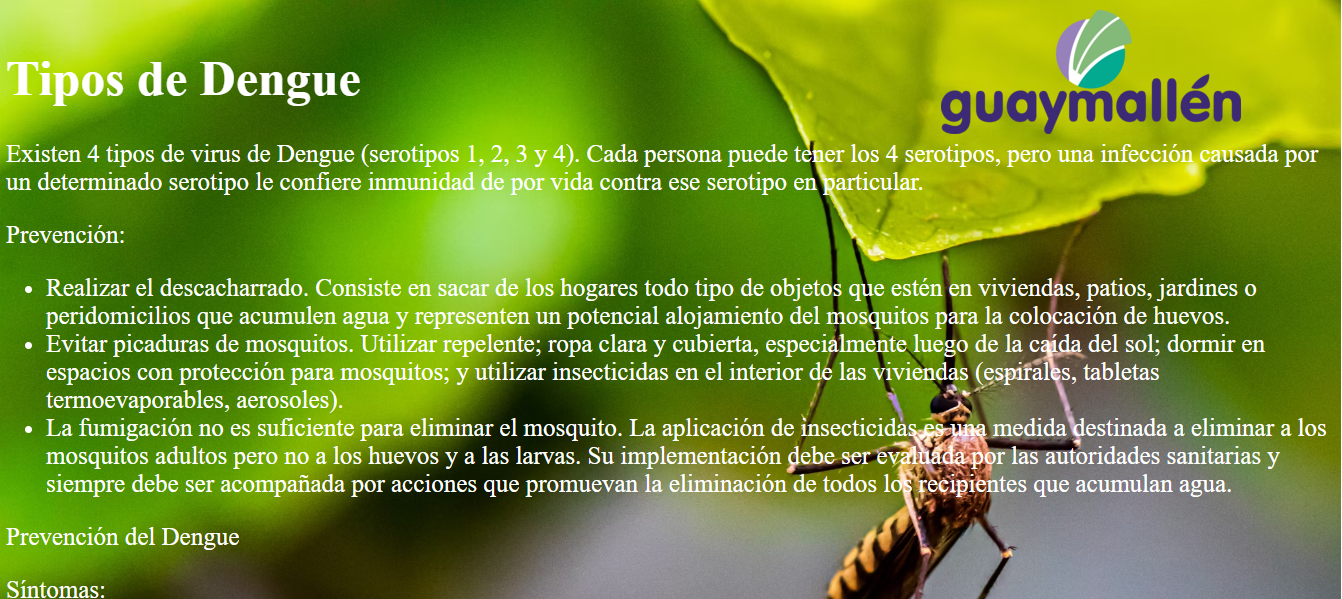 guaymallén
Tipos de Dengue
Existen 4 tipos de virus de Dengue (serotipos 1, 2, 3 y 4). Cada persona puede tener los 4 serotipos, pero una infección causada por
un determinado serotipo le confiere inmunidad de por vida contra ese serotipo en particular.
Prevención:
• Realizar el descacharrado. Consiste en sacar de los hogares todo tipo de objetos que estén en viviendas, patios, jardines o
peridomicilios que acumulen agua y representen un potencial alojamiento del mosquitos para la colocación de huevos.
• Evitar picaduras de mosquitos. Utilizar repelente; ropa clara y cubierta, especialmente luego de la caída del sol; dormir en
espacios con protección para mosquitos; y utilizar insecticidas en el interior de las viviendas (espirales, tabletas
termoevaporables, aerosoles).
• La fumigación no es suficiente para eliminar el mosquito. La aplicación de insecticidas es una medida destinada a eliminar a los
mosquitos adultos pero no a los huevos y a las larvas. Su implementación debe ser evaluada por las autoridades sanitarias y
siempre debe ser acompañada por acciones que promuevan la eliminación de todos los recipientes que acumulan agua.
Prevención del Dengue
Síntomas: